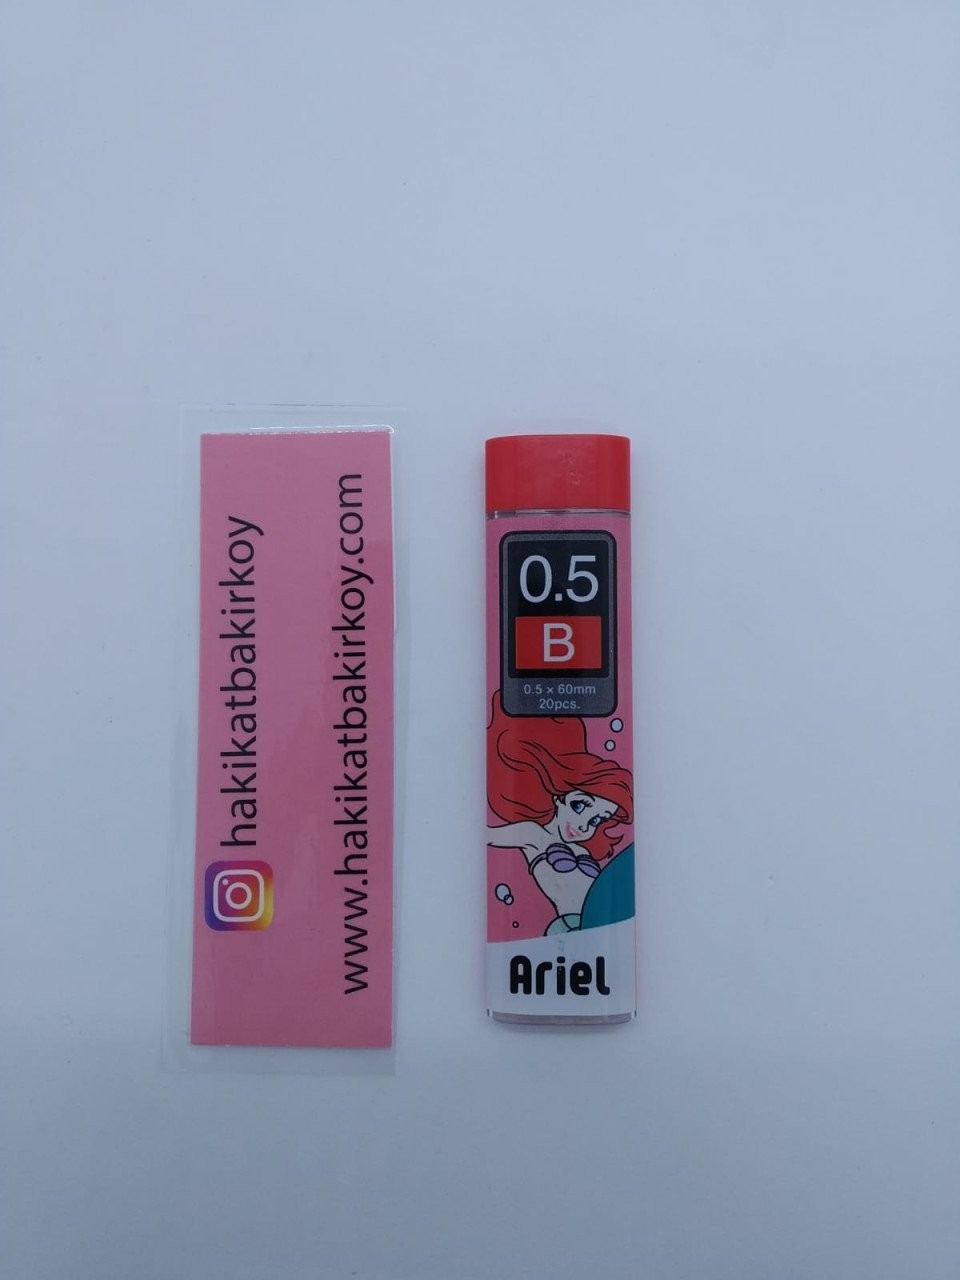 hakikatbakirkoy
www.hakikatbakirkoy.com
0.5
B
0.5 × 60mm
20pcs.
Ariel